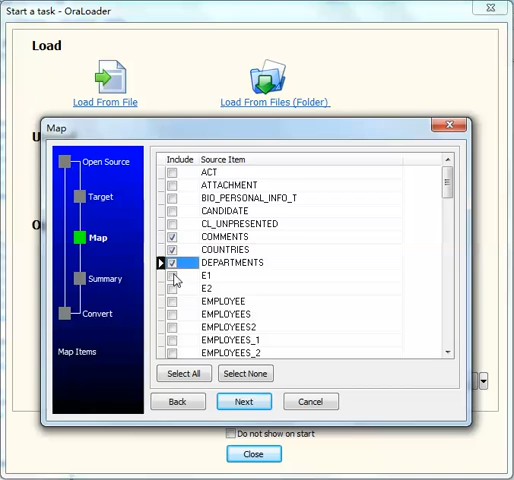 Start a task - OraLoader
Load
Load From File
Load From Files (Folder)
U
O
Map
Open Source
Target
Map
Summary
Convert
Map Items
Include Source Item
ACT
ATTACHMENT
BIO_PERSONAL_INFO_T
CANDIDATE
CL_UNPRESENTED
COMMENTS
COUNTRIES
DEPARTMENTS
E1
E2
EMPLOYEE
EMPLOYEES
EMPLOYEES2
EMPLOYEES_1
EMPLOYEES_2
Select All Select None
Back Next Cancel
Do not show on start
Close